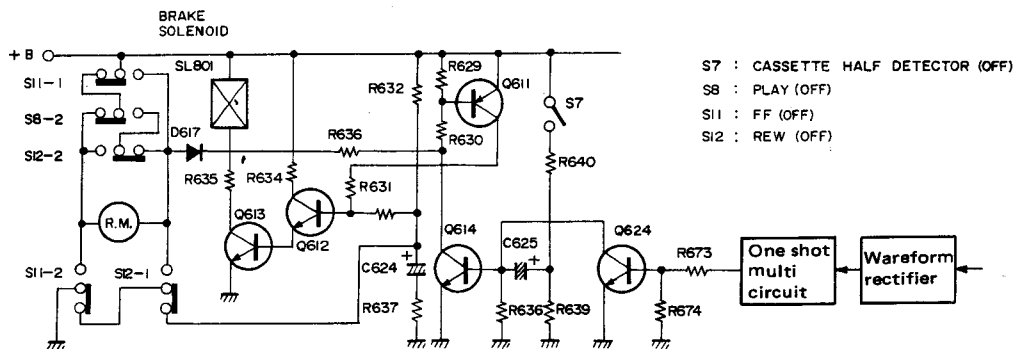 BRAKE
SOLENOID
+ B
SL801
S11-1
S8-2
S12-2
D617
R636
R632
R629
Q611
R630
S7
R640
R635
R634
R631
Q613
Q612
Q614
C625
+
Q624
R673
R.M.
S11-2
S12-1
+
C624
R637
R636
R639
R674
One shot
multi
circuit
Wareform
rectifier
S7 : CASSETTE HALF DETECTOR (OFF)
S8 : PLAY (OFF)
S11 : FF (OFF)
S12 : REW (OFF)